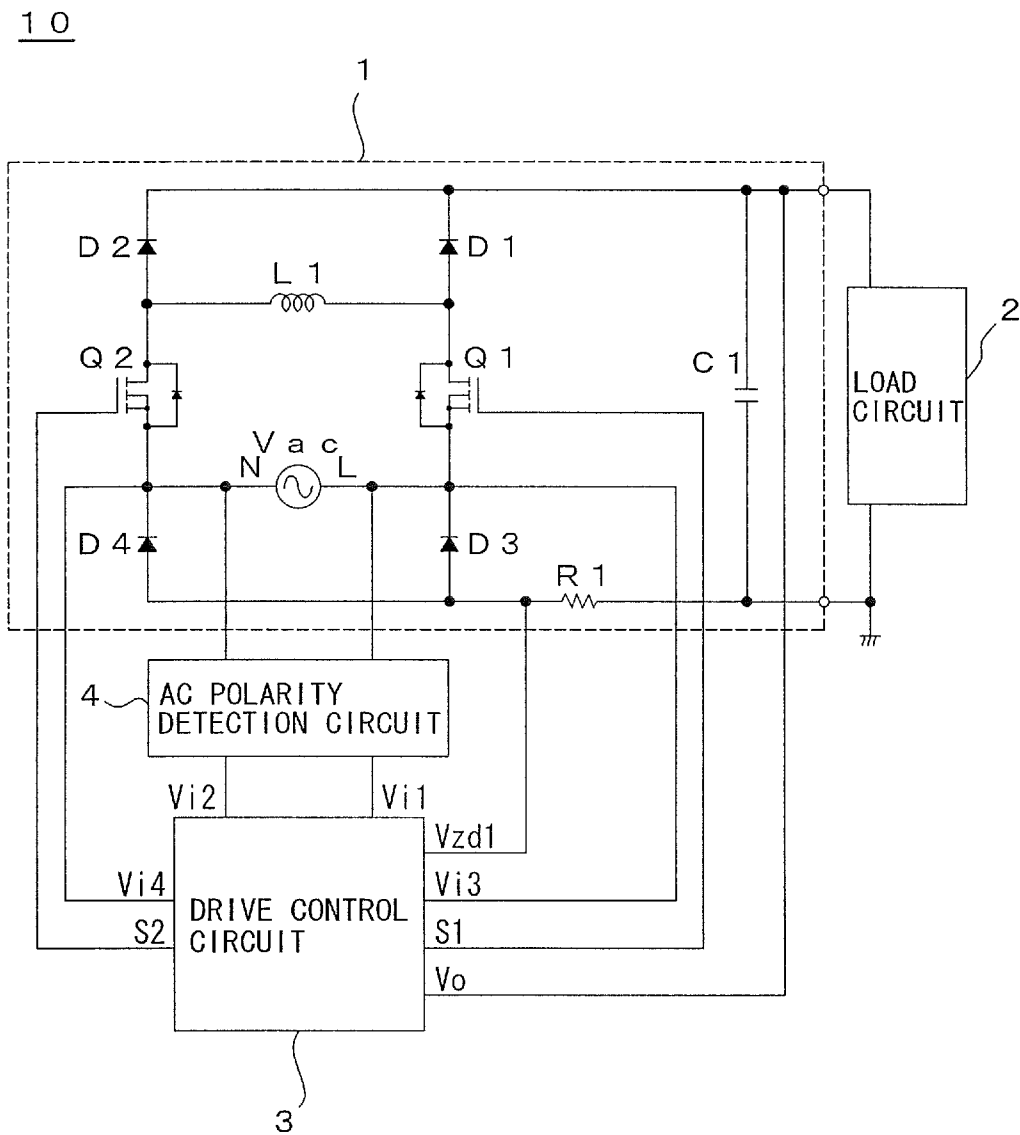 10
1
D2
D1
L1
Q2
Q1
C1
2
LOAD
CIRCUIT
Vac
N
L
D4
D3
R1
4
AC POLARITY
DETECTION CIRCUIT
Vi2
Vi1
Vzd1
Vi4
Vi3
DRIVE CONTROL
CIRCUIT
S2
S1
Vo
3